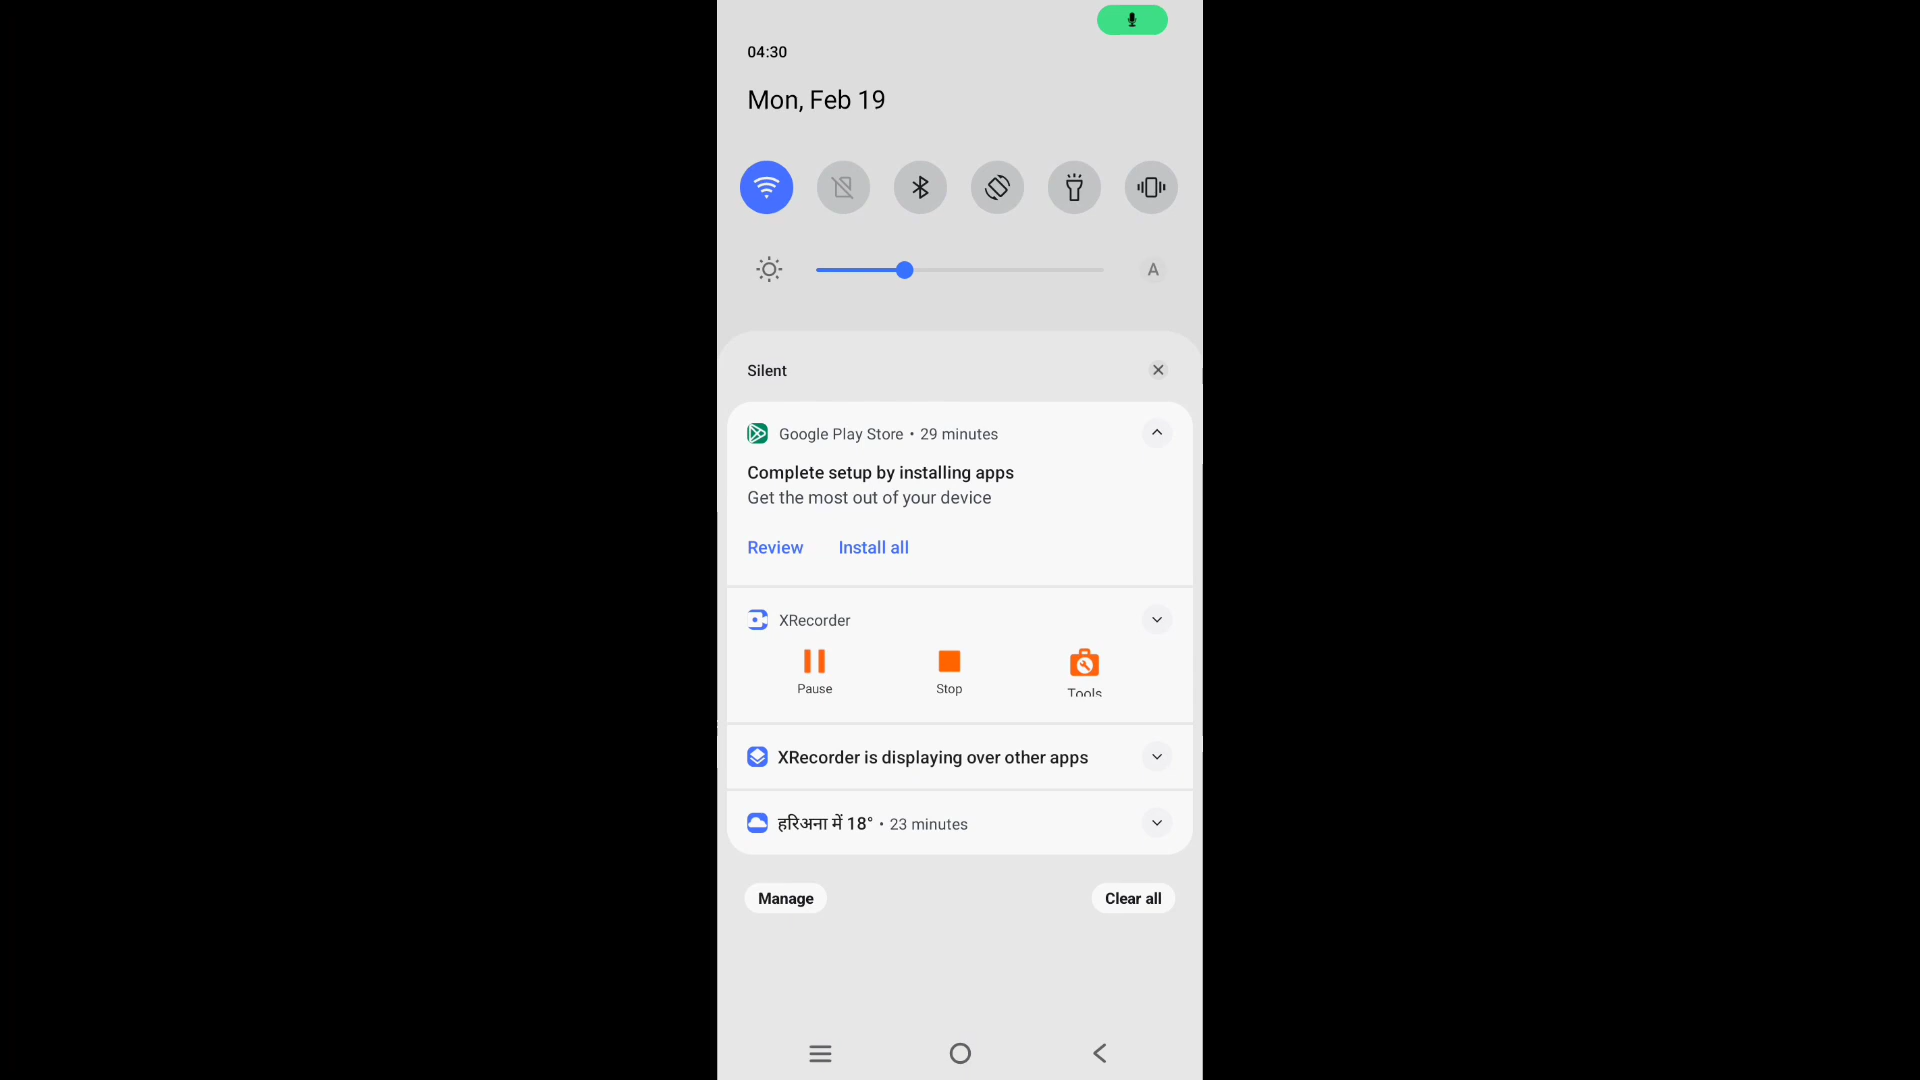 04:30
Mon, Feb 19
A
Silent
Google Play Store • 29 minutes
Complete setup by installing apps
Get the most out of your device
Review Install all
XRecorder
Pause Stop Tools
XRecorder is displaying over other apps
हरिअना में 18° • 23 minutes
Manage Clear all